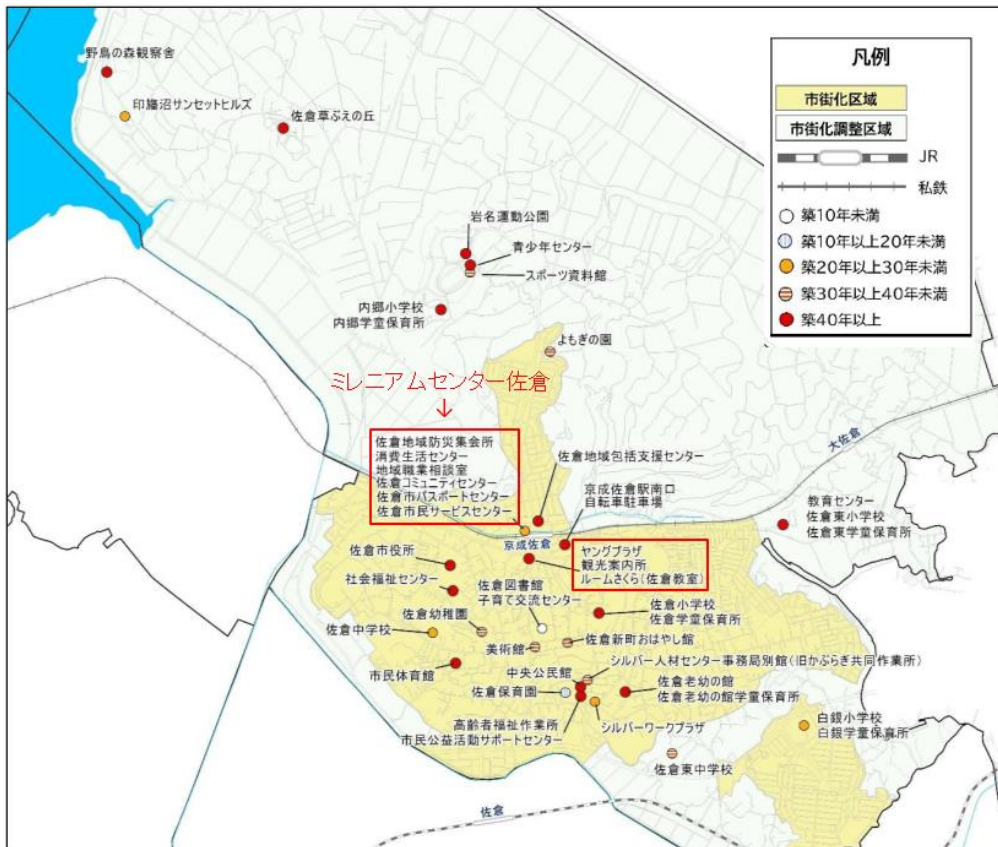 野鳥の森観察舎
印旛沼サンセットヒルズ
佐倉草ぶえの丘
凡例
市街化区域
市街化調整区域
JR
私鉄
築10年未満
築10年以上20年未満
築20年以上30年未満
築30年以上40年未満
築40年以上
岩名運動公園
青少年センター
スポーツ資料館
内郷小学校
内郷学童保育所
よもぎの園
ミレニアムセンター佐倉
↓
佐倉地域防災集会所
消費生活センター
地域職業相談室
佐倉コミュニティセンター
佐倉市パスポートセンター
佐倉市民サービスセンター
佐倉地域包括支援センター
大佐倉
京成佐倉駅南口
自転車駐車場
教育センター
佐倉東小学校
佐倉東学童保育所
京成佐倉
ヤングプラザ
観光案内所
ルームさくら(佐倉教室)
佐倉市役所
社会福祉センター
佐倉図書館
子育て交流センター
佐倉小学校
佐倉学童保育所
佐倉幼稚園
佐倉中学校
美術館
佐倉新町おはやし館
市民体育館
中央公民館
シルバー人材センター事務局別館(旧かぶらぎ共同作業所)
佐倉保育園
佐倉老幼の館
佐倉老幼の館学童保育所
高齢者福祉作業所
市民公益活動サポートセンター
シルバーワークプラザ
白銀小学校
白銀学童保育所
佐倉東中学校
佐倉